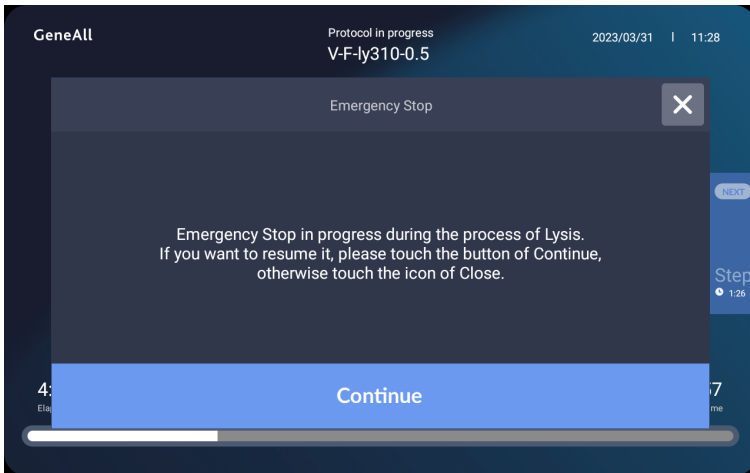 GeneAll
Protocol in progress
V-F-ly310-0.5
2023/03/31 | 11:28
Emergency Stop
NEXT
Emergency Stop in progress during the process of Lysis.
If you want to resume it, please touch the button of Continue,
otherwise touch the icon of Close.
Step
1:26
Continue